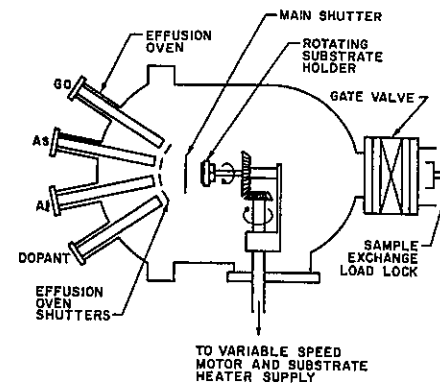 MAIN SHUTTER
EFFUSION
OVEN
ROTATING
SUBSTRATE
HOLDER
GATE VALVE
Ga
As
Al
DOPANT
EFFUSION
OVEN
SHUTTERS
SAMPLE
EXCHANGE
LOAD LOCK
TO VARIABLE SPEED
MOTOR AND SUBSTRATE
HEATER SUPPLY